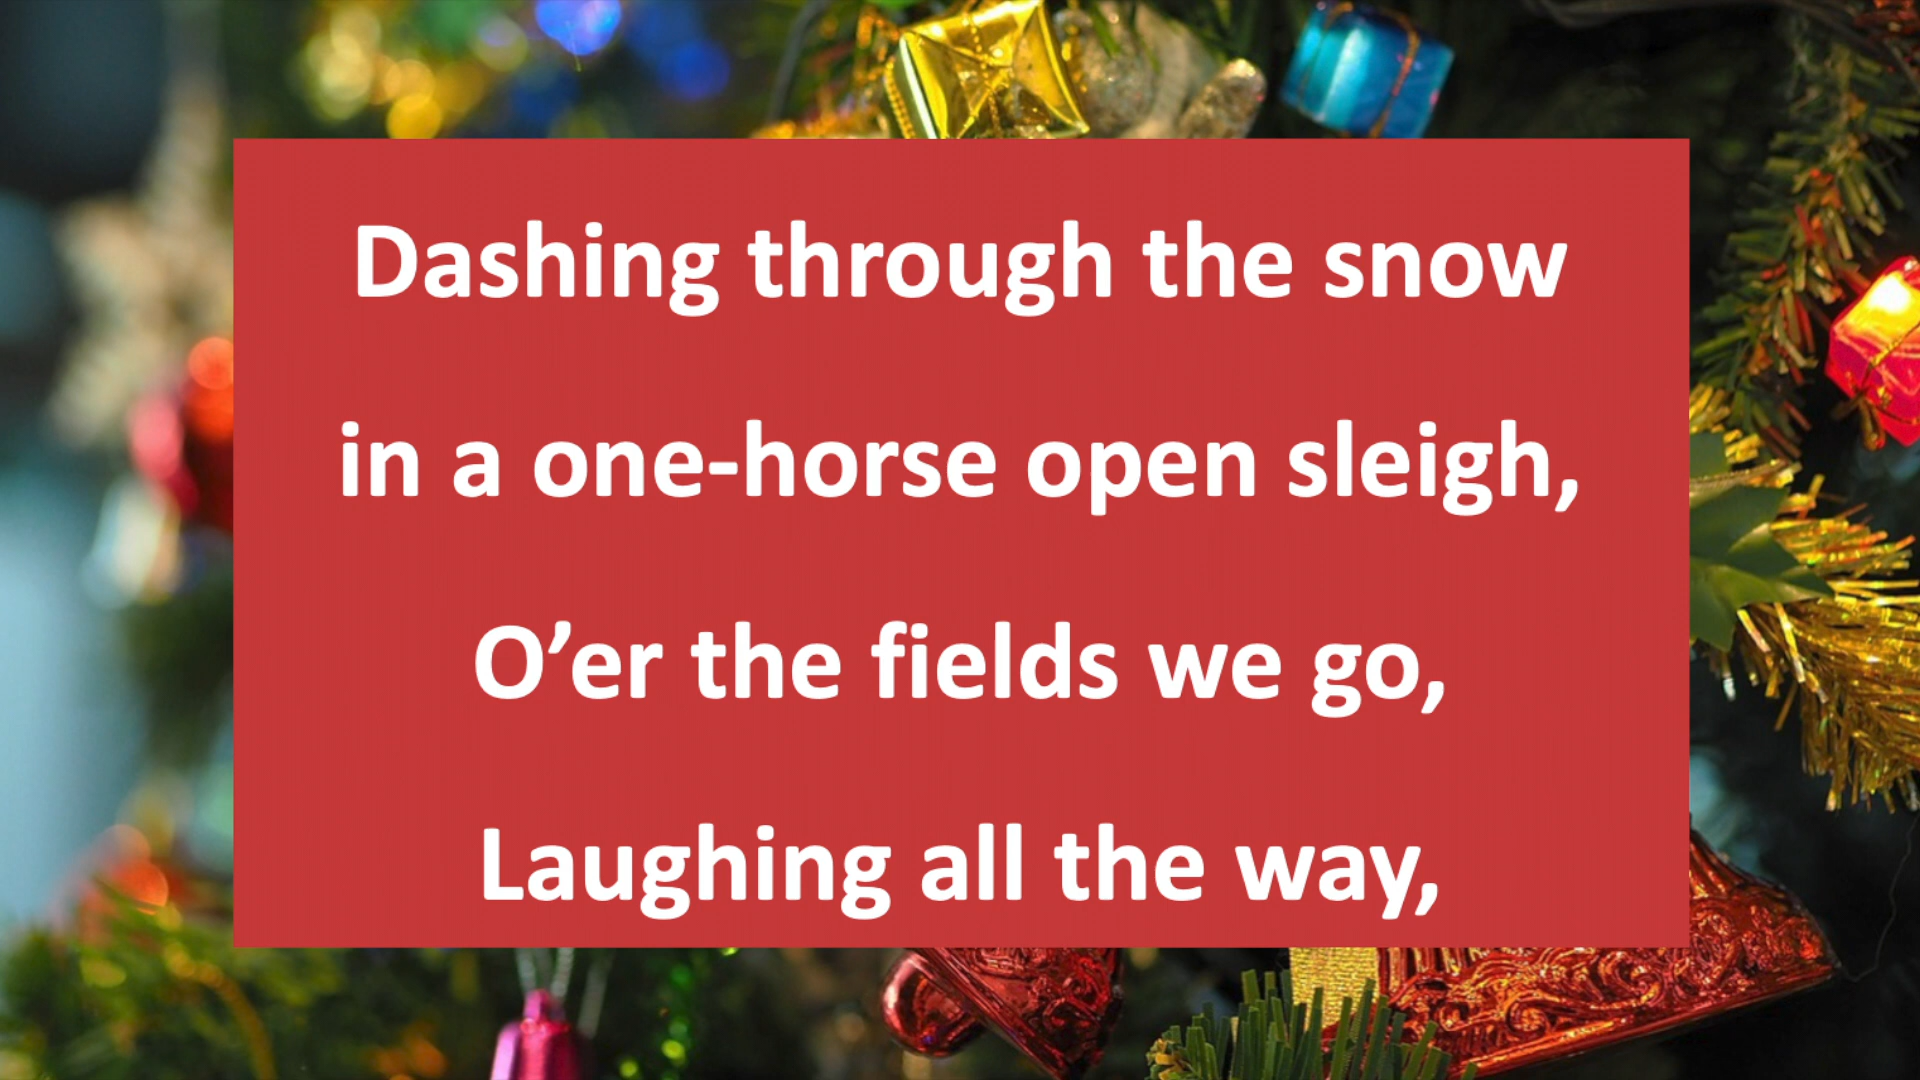 Dashing through the snow
in a one-horse open sleigh,
O’er the fields we go,
Laughing all the way,